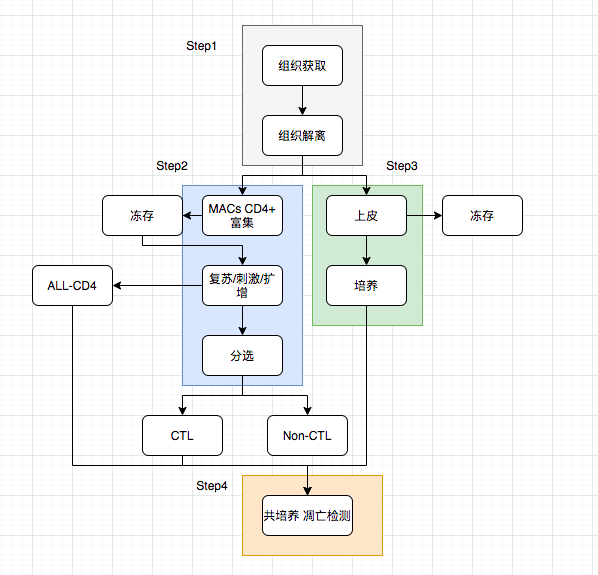 Step1
组织获取
组织解离
Step2
Step3
冻存
MACs CD4+
富集
上皮
冻存
ALL-CD4
复苏/刺激/扩
增
培养
分选
CTL
Non-CTL
Step4
共培养 凋亡检测